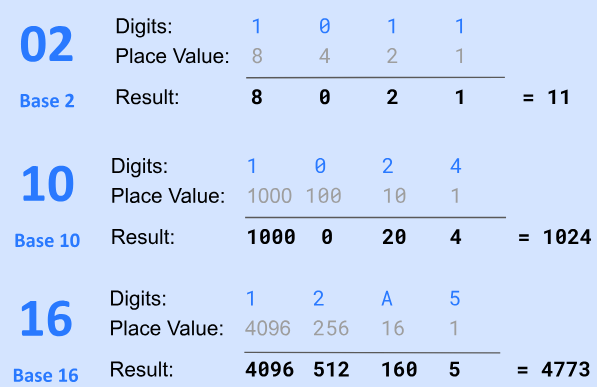 02
Base 2
Digits: 1 0 1 1
Place Value: 8 4 2 1
Result: 8 0 2 1 = 11
10
Base 10
Digits: 1 0 2 4
Place Value: 1000 100 10 1
Result: 1000 0 20 4 = 1024
16
Base 16
Digits: 1 2 A 5
Place Value: 4096 256 16 1
Result: 4096 512 160 5 = 4773